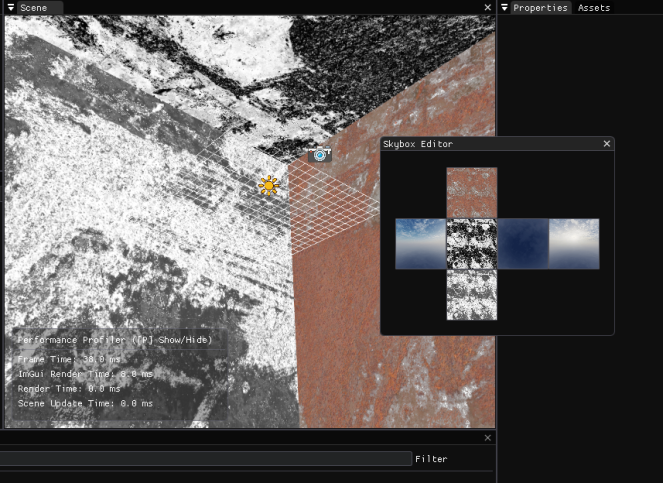 Scene
Properties Assets
Skybox Editor
Performance Profiler ([P] Show/Hide)
Frame Time: 38.0 ms
ImGui Render Time: 8.0 ms
Render Time: 0.0 ms
Scene Update Time: 0.0 ms
Filter